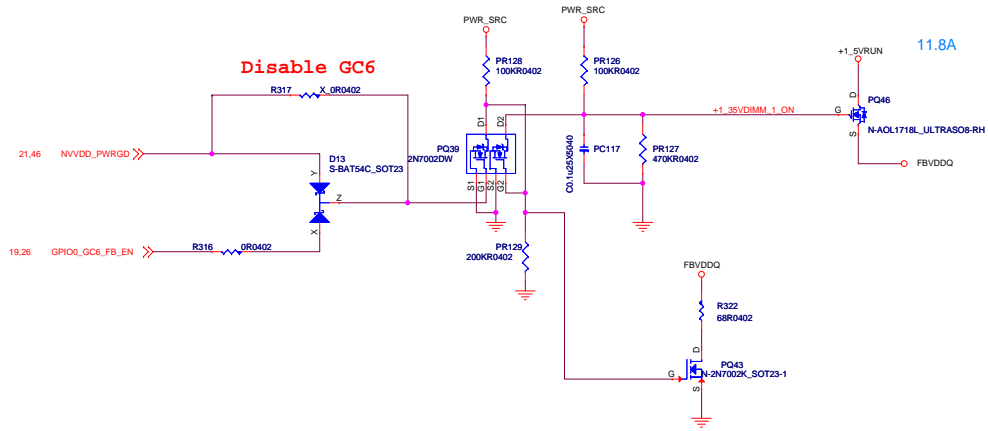 PWR_SRC
PWR_SRC
11.8A
+1_5VRUN
Disable GC6
PR128
100KR0402
PR126
100KR0402
R317
X_0R0402
D
PQ46
+1_35VDIMM_1_ON
G
N-AOL1718L_ULTRASO8-RH
S
D1
D2
PQ39
2N7002DW
S1
G1
S2
G2
PC117
C0.1u25X5040
PR127
470KR0402
21,46
NVVDD_PWRGD
D13
S-BAT54C_SOT23
Y
Z
X
FBVDDQ
19,26
GPIO0_GC6_FB_EN
R316
0R0402
PR129
200KR0402
FBVDDQ
R322
68R0402
D
PQ43
G
N-2N7002K_SOT23-1
S